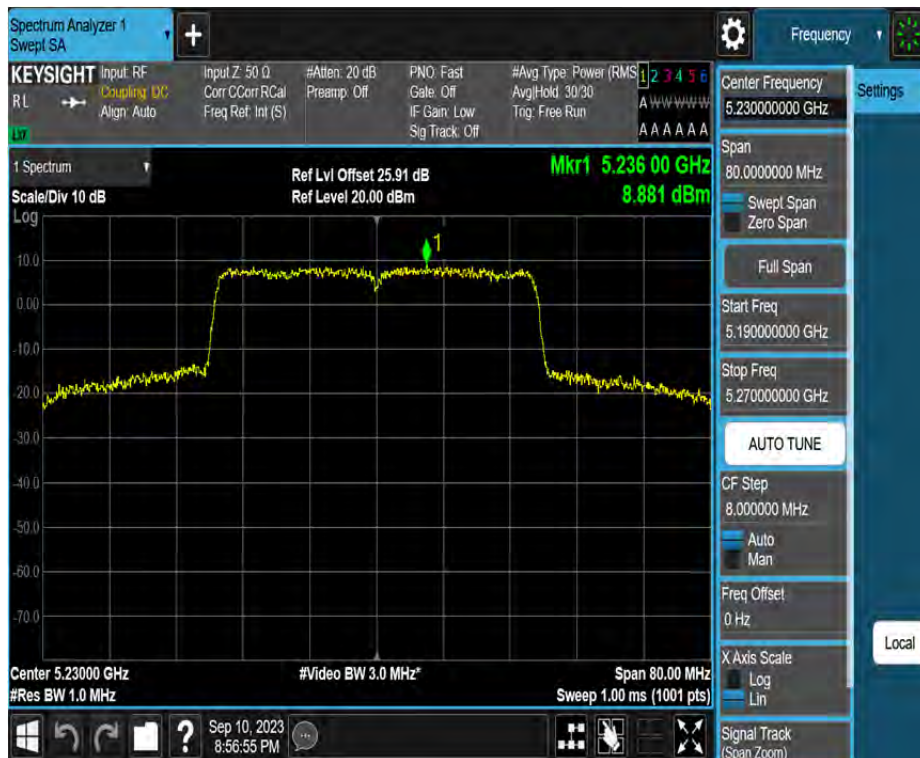 Spectrum Analyzer 1
Swept SA
+
Frequency
KEYSIGHT
RL
LXI
Input: RF
Coupling: DC
Align: Auto
Input Z: 50 Ω
Corr CCorr RCal
Freq Ref: Int (S)
#Atten: 20 dB
Preamp: Off
PNO: Fast
Gate: Off
IF Gain: Low
Sig Track: Off
#Avg Type: Power (RMS
Avg|Hold: 30/30
Trig: Free Run
1 2 3 4 5 6
A W W W W W
A A A A A A
1 Spectrum
Scale/Div 10 dB
Log
Ref Lvl Offset 25.91 dB
Ref Level 20.00 dBm
Mkr1 5.236 00 GHz
8.881 dBm
1
10.0
0.00
-10.0
-20.0
-30.0
-40.0
-50.0
-60.0
-70.0
Center 5.23000 GHz
#Res BW 1.0 MHz
#Video BW 3.0 MHz*
Span 80.00 MHz
Sweep 1.00 ms (1001 pts)
?
Sep 10, 2023
8:56:55 PM
Center Frequency
5.230000000 GHz
Span
80.0000000 MHz
Swept Span
Zero Span
Full Span
Start Freq
5.190000000 GHz
Stop Freq
5.270000000 GHz
AUTO TUNE
CF Step
8.000000 MHz
Auto
Man
Freq Offset
0 Hz
X Axis Scale
Log
Lin
Signal Track
(Span Zoom)
Settings
Local